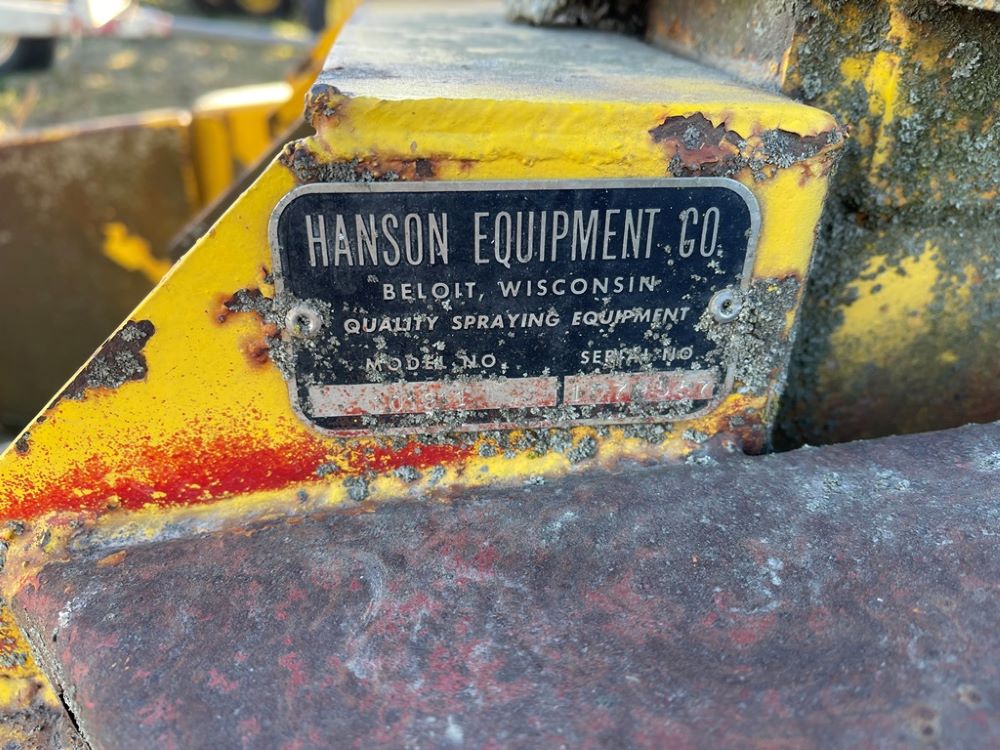 HANSON EQUIPMENT CO
BELOIT, WISCONSIN
QUALITY SPRAYING EQUIPMENT
MODEL NO. SERIAL NO.